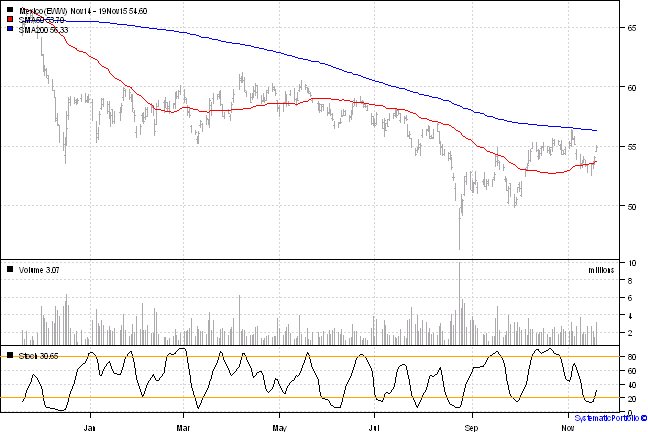 Mexico(EWW) Nov14 - 19Nov15 54.60
SMA50 53.70
SMA200 56.33
65
60
55
50
Volume 3.07
millions
10
8
6
4
2
Stoch 30.65
80
60
40
20
0
Jan Mar May Jul Sep Nov
SystematicPortfolio ©